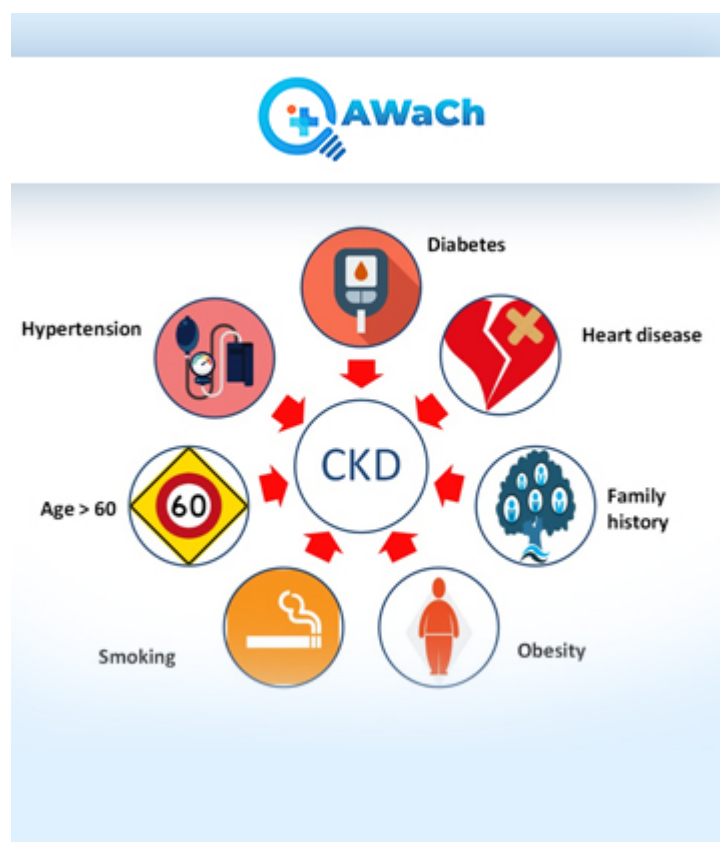 AWaCh
Diabetes
Hypertension
Heart disease
CKD
Age > 60
60
Family
history
Smoking
Obesity